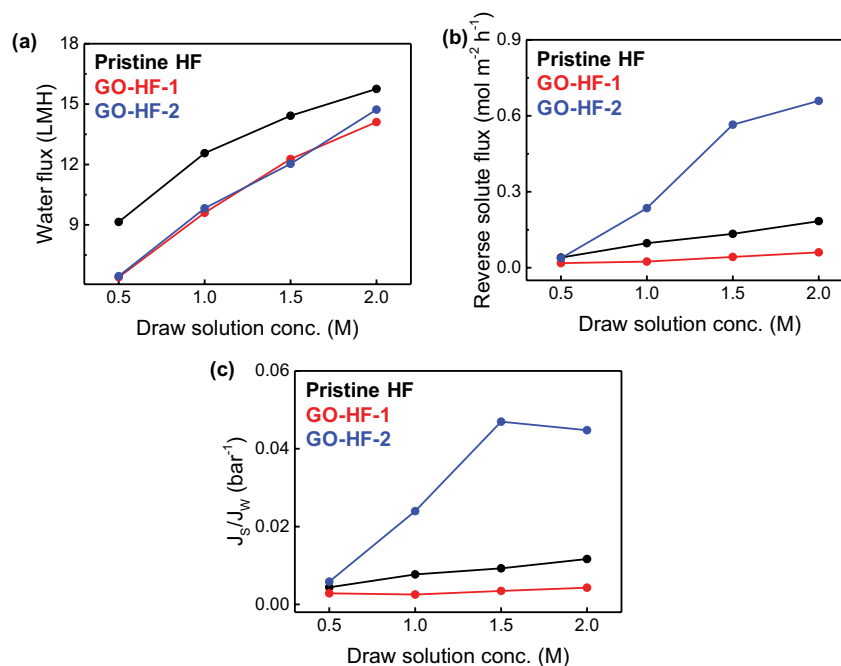 (a)
18
15
12
9
Water flux (LMH)
Pristine HF
GO-HF-1
GO-HF-2
0.5 1.0 1.5 2.0
Draw solution conc. (M)
(b)
0.9
0.6
0.3
0.0
Reverse solute flux (mol m⁻² h⁻¹)
Pristine HF
GO-HF-1
GO-HF-2
0.5 1.0 1.5 2.0
Draw solution conc. (M)
(c)
0.06
0.04
0.02
0.00
J_S/J_W (bar⁻¹)
Pristine HF
GO-HF-1
GO-HF-2
0.5 1.0 1.5 2.0
Draw solution conc. (M)